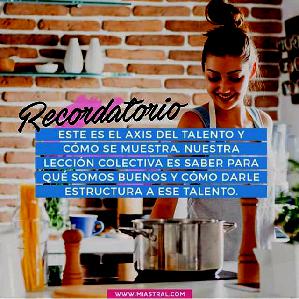 Recordatorio
ESTE ES EL AXIS DEL TALENTO Y
CÓMO SE MUESTRA. NUESTRA
LECCIÓN COLECTIVA ES SABER PARA
QUÉ SOMOS BUENOS Y CÓMO DARLE
ESTRUCTURA A ESE TALENTO.
WWW.MIASTRAL.COM